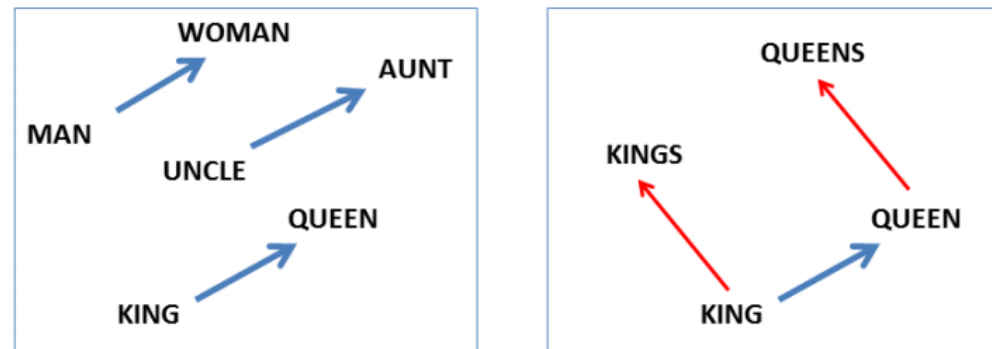 WOMAN
AUNT
MAN
UNCLE
QUEEN
KING
QUEENS
KINGS
QUEEN
KING